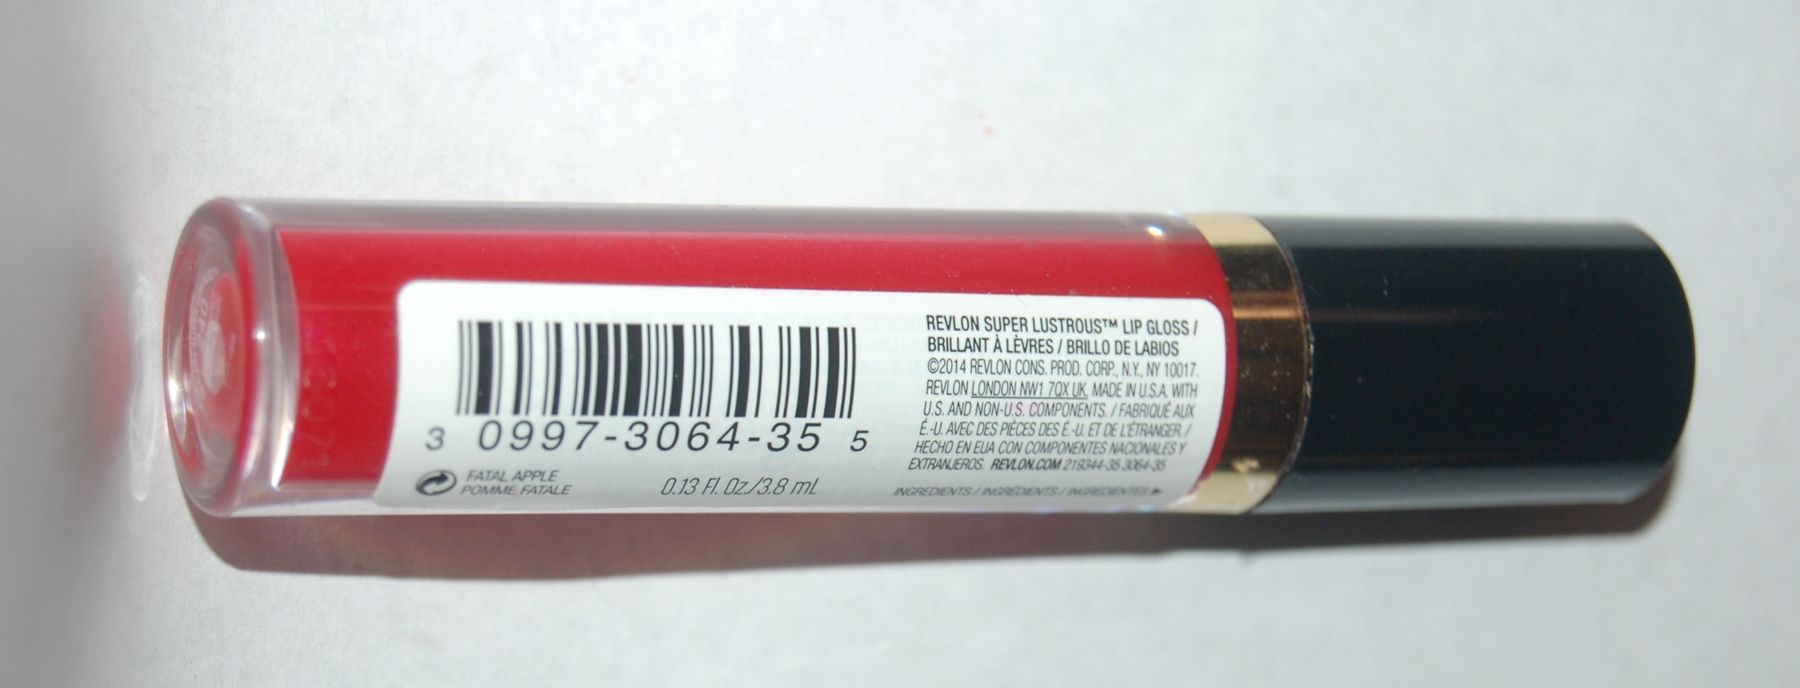 3 0997-3064-35 5
FATAL APPLE
POMME FATALE
0.13 Fl. Oz/3.8 mL
REVLON SUPER LUSTROUS™ LIP GLOSS /
BRILLANT À LÈVRES / BRILLO DE LABIOS
©2014 REVLON CONS. PROD. CORP., N.Y., NY 10017.
REVLON LONDON NW1 7QX UK. MADE IN U.S.A. WITH
U.S. AND NON-U.S. COMPONENTS. / FABRIQUÉ AUX
É.-U. AVEC DES PIÈCES DES É.-U. ET DE L'ÉTRANGER. /
HECHO EN EUA CON COMPONENTES NACIONALES Y
EXTRANJEROS. REVLON.COM 219344-35 3064-35
INGREDIENTS / INGRÉDIENTS / INGREDIENTES